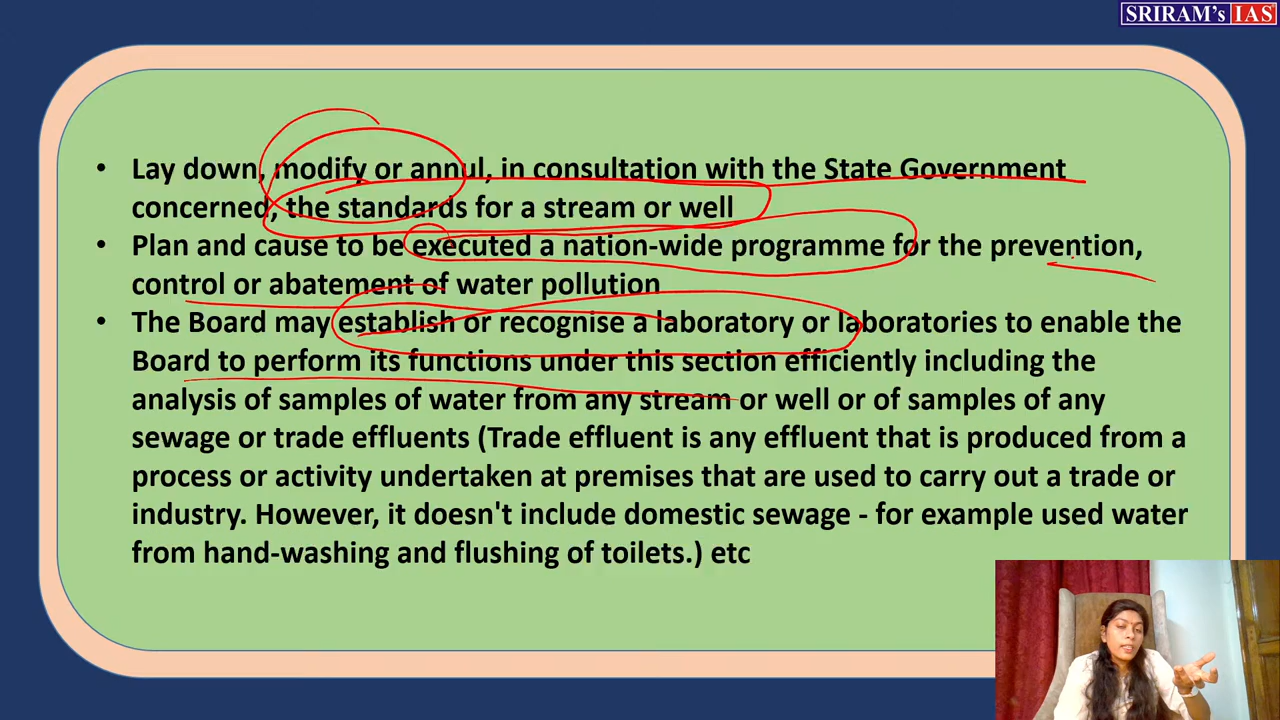 SRIRAM's IAS
• Lay down, modify or annul, in consultation with the State Government
concerned, the standards for a stream or well
• Plan and cause to be executed a nation-wide programme for the prevention,
control or abatement of water pollution
• The Board may establish or recognise a laboratory or laboratories to enable the
Board to perform its functions under this section efficiently including the
analysis of samples of water from any stream or well or of samples of any
sewage or trade effluents (Trade effluent is any effluent that is produced from a
process or activity undertaken at premises that are used to carry out a trade or
industry. However, it doesn't include domestic sewage - for example used water
from hand-washing and flushing of toilets.) etc